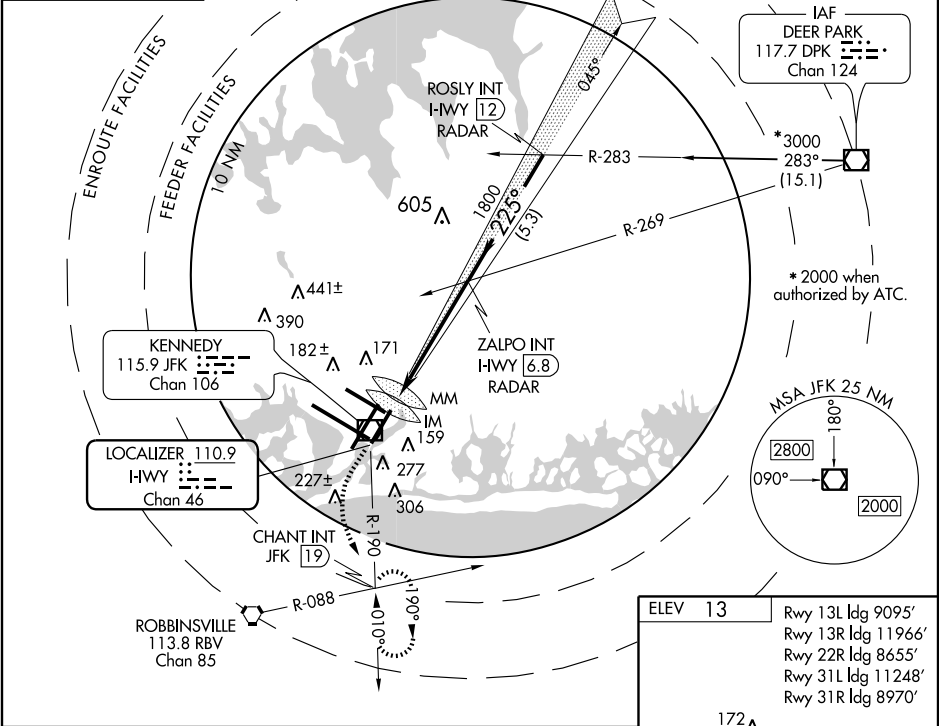 IAF
DEER PARK
117.7 DPK
Chan 124
ENROUTE FACILITIES
FEEDER FACILITIES
10 NM
ROSLY INT
I-IWY 12
RADAR
045°
R-283
*3000
283°
(15.1)
605
1800
225°
(5.3)
R-269
* 2000 when
authorized by ATC.
441±
390
182±
171
KENNEDY
115.9 JFK
Chan 106
ZALPO INT
I-IWY 6.8
RADAR
MM
IM
159
LOCALIZER 110.9
I-IWY
Chan 46
277
227±
306
MSA JFK 25 NM
180°
2800
090°
2000
CHANT INT
JFK 19
R-190
R-088
010°
190°
ROBBINSVILLE
113.8 RBV
Chan 85
ELEV 13
Rwy 13L ldg 9095'
Rwy 13R ldg 11966'
Rwy 22R ldg 8655'
Rwy 31L ldg 11248'
Rwy 31R ldg 8970'
172